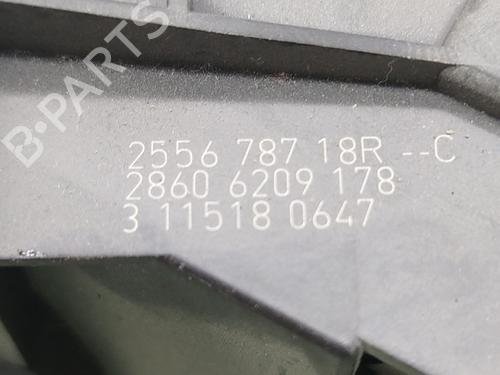 B-PARTS
2556 787 18R --C
2860 6209 178
3 11518 0647